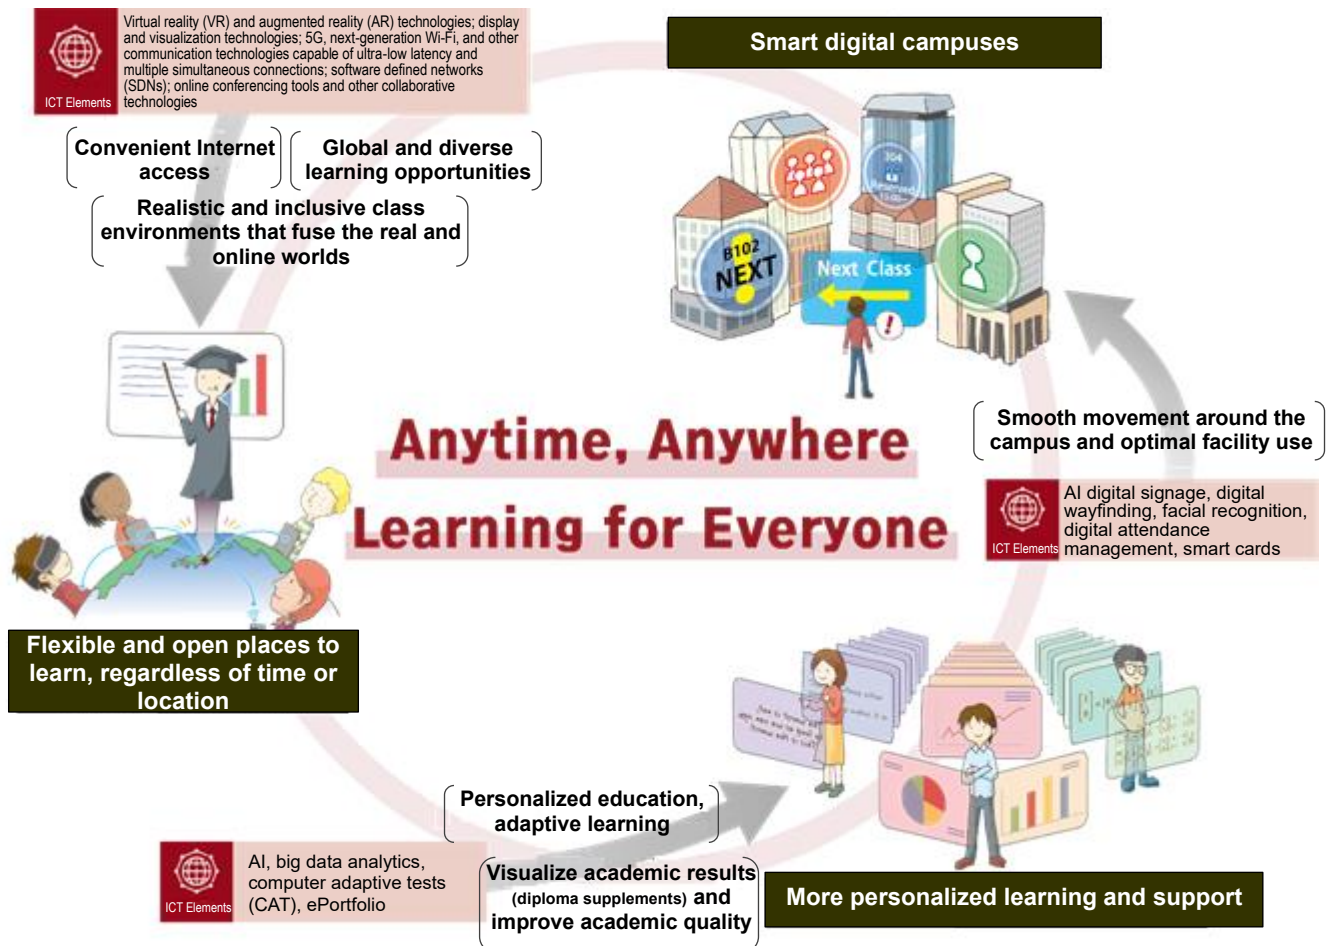 Virtual reality (VR) and augmented reality (AR) technologies; display
and visualization technologies; 5G, next-generation Wi-Fi, and other
communication technologies capable of ultra-low latency and
multiple simultaneous connections; software defined networks
(SDNs); online conferencing tools and other collaborative
technologies
ICT Elements
Convenient Internet
access
Global and diverse
learning opportunities
Realistic and inclusive class
environments that fuse the real and
online worlds
Smart digital campuses
304
Reserved
B102
NEXT
Next Class
!
Anytime, Anywhere
Learning for Everyone
Smooth movement around the
campus and optimal facility use
ICT Elements
AI digital signage, digital
wayfinding, facial recognition,
digital attendance
management, smart cards
Flexible and open places to
learn, regardless of time or
location
Personalized education,
adaptive learning
ICT Elements
AI, big data analytics,
computer adaptive tests
(CAT), ePortfolio
Visualize academic results
(diploma supplements) and
improve academic quality
More personalized learning and support